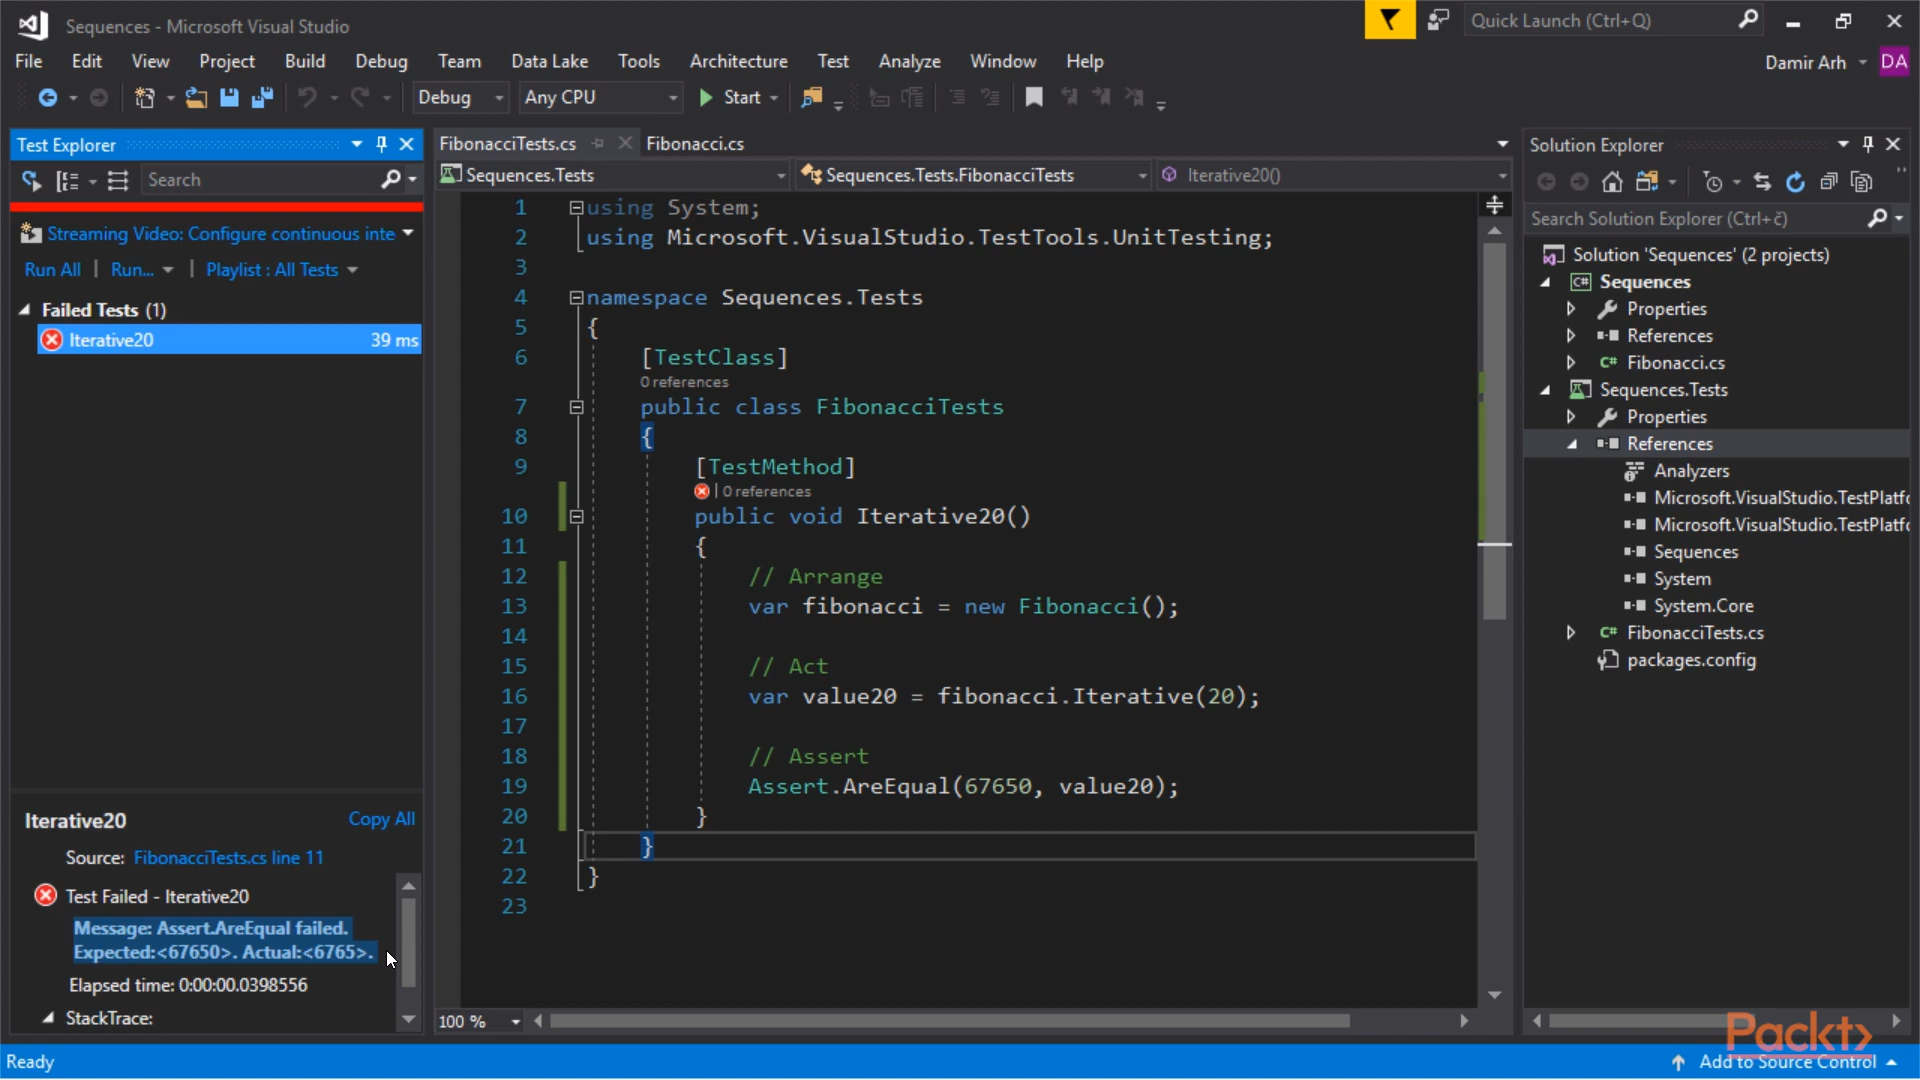 Sequences - Microsoft Visual Studio
Quick Launch (Ctrl+Q)
File Edit View Project Build Debug Team Data Lake Tools Architecture Test Analyze Window Help
Damir Arh DA
Debug Any CPU Start
Test Explorer
Search
Streaming Video: Configure continuous inte
Run All | Run... | Playlist : All Tests
Failed Tests (1)
Iterative20 39 ms
Iterative20 Copy All
Source: FibonacciTests.cs line 11
Test Failed - Iterative20
Message: Assert.AreEqual failed.
Expected:<67650>. Actual:<6765>.
Elapsed time: 0:00:00.0398556
StackTrace:
FibonacciTests.cs Fibonacci.cs
Sequences.Tests Sequences.Tests.FibonacciTests Iterative20()
1 using System;
2 using Microsoft.VisualStudio.TestTools.UnitTesting;
3
4 namespace Sequences.Tests
5 {
6 [TestClass]
0 references
7 public class FibonacciTests
8 {
9 [TestMethod]
| 0 references
10 public void Iterative20()
11 {
12 // Arrange
13 var fibonacci = new Fibonacci();
14
15 // Act
16 var value20 = fibonacci.Iterative(20);
17
18 // Assert
19 Assert.AreEqual(67650, value20);
20 }
21 }
22 }
23
100 %
Solution Explorer
Search Solution Explorer (Ctrl+č)
Solution 'Sequences' (2 projects)
C# Sequences
Properties
References
C# Fibonacci.cs
Sequences.Tests
Properties
References
Analyzers
Microsoft.VisualStudio.TestPlatfo
Microsoft.VisualStudio.TestPlatfo
Sequences
System
System.Core
C# FibonacciTests.cs
packages.config
Packt>
Ready
Add to Source Control